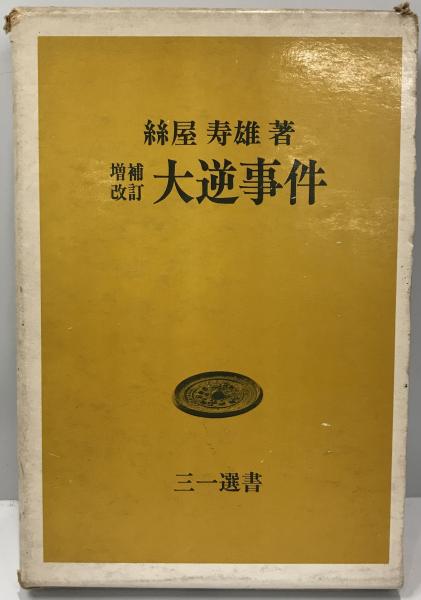 絲屋 寿雄 著
増補
改訂 大逆事件
三一選書